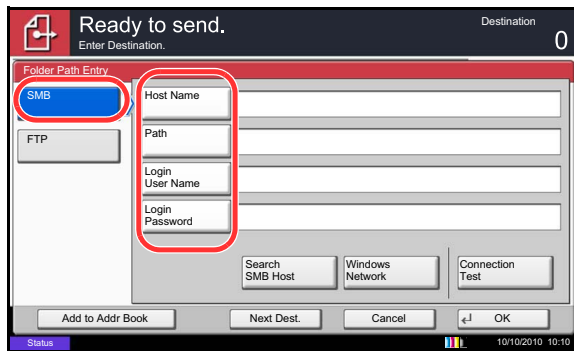 Ready to send.
Destination
Enter Destination.
0
Folder Path Entry
SMB
Host Name
FTP
Path
Login
User Name
Login
Password
Search
SMB Host
Windows
Network
Connection
Test
Add to Addr Book
Next Dest.
Cancel
OK
Status
10/10/2010 10:10